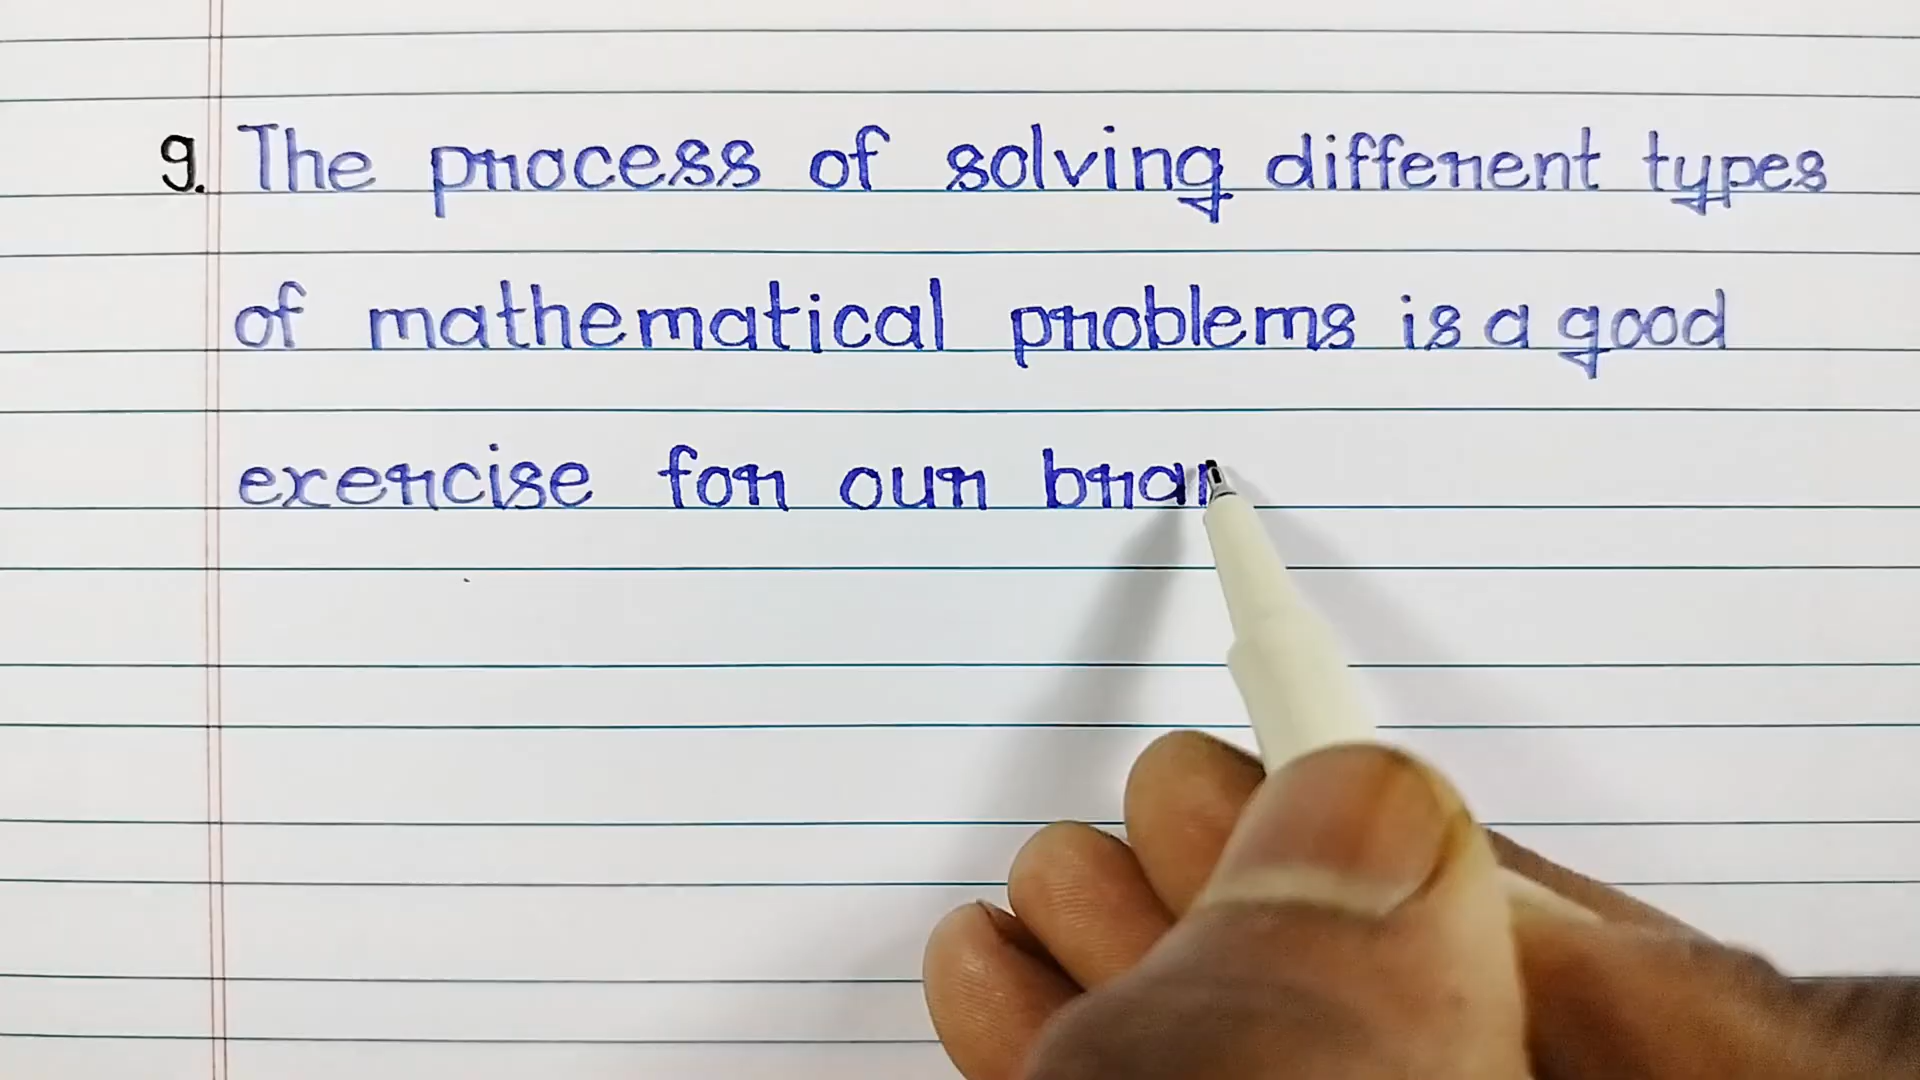 9. The process of solving different types
of mathematical problems is a good
exercise for our